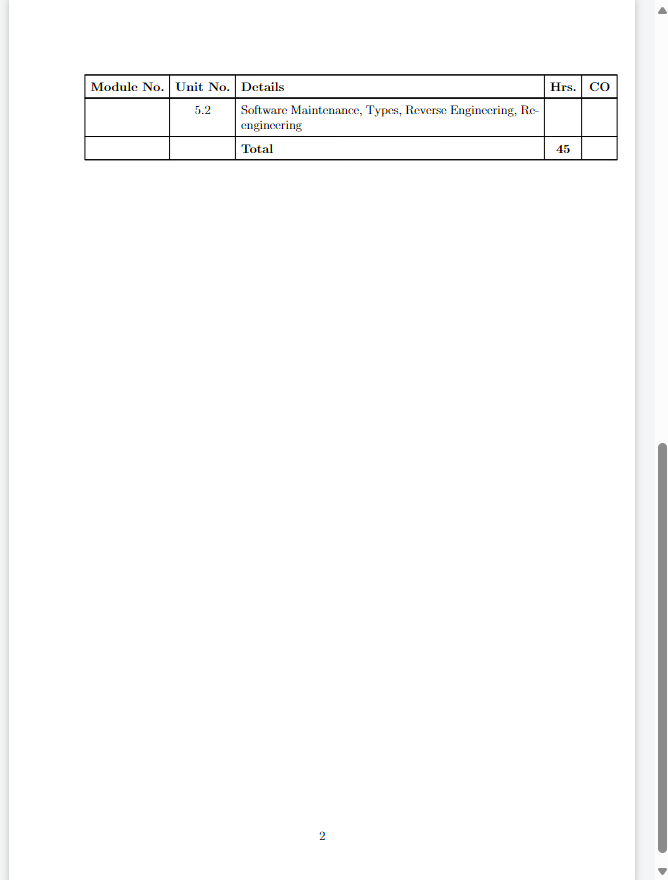 Module No. Unit No. Details Hrs. CO
5.2 Software Maintenance, Types, Reverse Engineering, Re-
engineering
Total 45
2